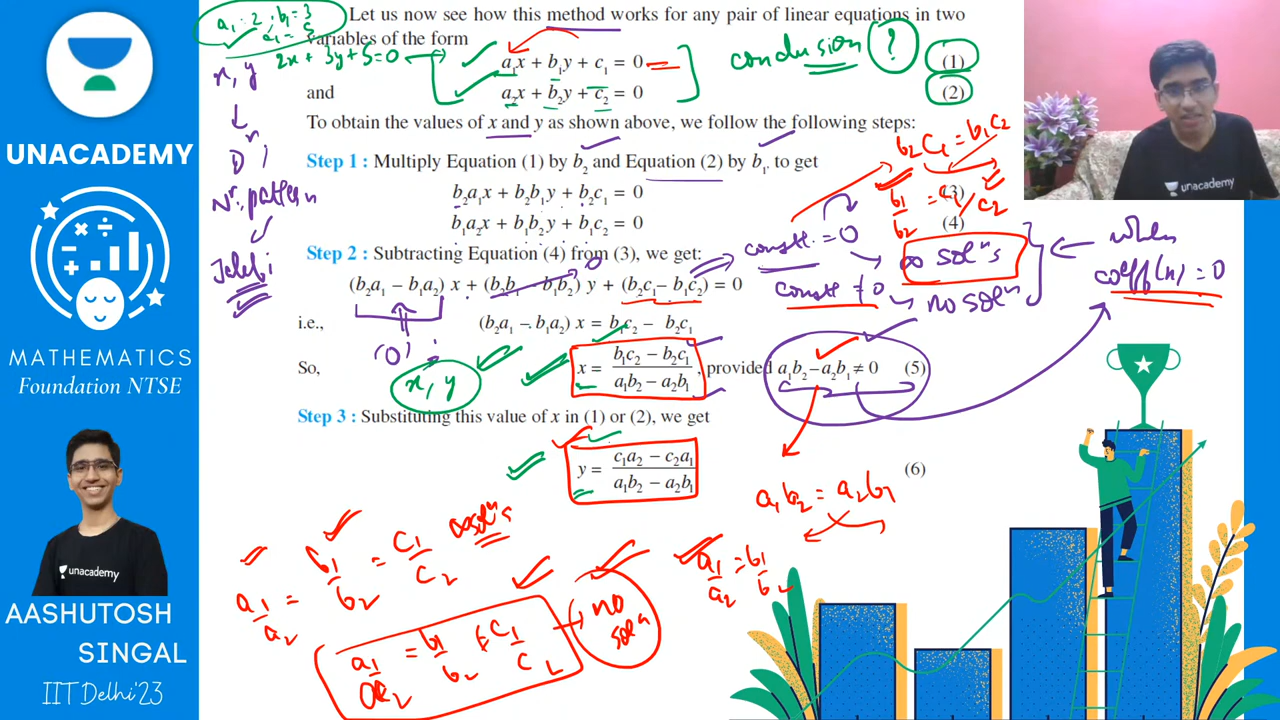 a₁ = 2, b₁ = 3
2x + 3y + 5 = 0
Let us now see how this method works for any pair of linear equations in two
variables of the form
a₁x + b₁y + c₁ = 0
(1)
conclusion ?
and
a₂x + b₂y + c₂ = 0
(2)
x, y
To obtain the values of x and y as shown above, we follow the following steps:
UNACADEMY
Step 1 : Multiply Equation (1) by b₂ and Equation (2) by b₁, to get
b₂c₁ = b₁c₂
unacademy
b₂a₁x + b₂b₁y + b₂c₁ = 0
(3)
b₁/b₂ = c₁/c₂
Nʳ. pattern
b₁a₂x + b₁b₂y + b₁c₂ = 0
(4)
Jalebi
Step 2 : Subtracting Equation (4) from (3), we get:
constt. = 0
∞ solⁿs
when
coeff(x) = 0
(b₂a₁ – b₁a₂) x + (b₂b₁ – b₁b₂) y + (b₂c₁– b₁c₂) = 0
0
constt ≠ 0
no solⁿ
i.e.,
(b₂a₁ – b₁a₂) x = b₁c₂ – b₂c₁
'0'
MATHEMATICS
Foundation NTSE
So,
x = (b₁c₂ – b₂c₁)/(a₁b₂ – a₂b₁), provided a₁b₂ – a₂b₁ ≠ 0
(5)
x, y
Step 3 : Substituting this value of x in (1) or (2), we get
y = (c₁a₂ – c₂a₁)/(a₁b₂ – a₂b₁)
(6)
a₁b₂ = a₂b₁
a₁/a₂ = b₁/b₂ = c₁/c₂
∞ solⁿs
a₁/a₂ = b₁/b₂
unacademy
a₁/a₂ = b₁/b₂ ≠ c₁/c₂
no solⁿ
AASHUTOSH
SINGAL
IIT Delhi'23